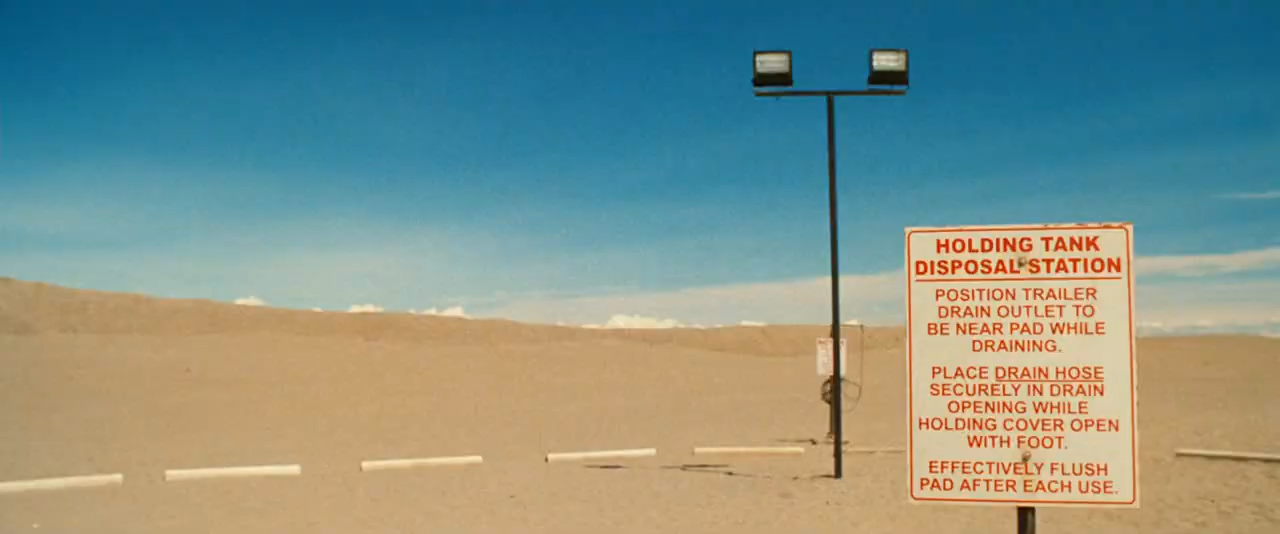 HOLDING TANK
DISPOSAL STATION
POSITION TRAILER
DRAIN OUTLET TO
BE NEAR PAD WHILE
DRAINING.
PLACE DRAIN HOSE
SECURELY IN DRAIN
OPENING WHILE
HOLDING COVER OPEN
WITH FOOT.
EFFECTIVELY FLUSH
PAD AFTER EACH USE.